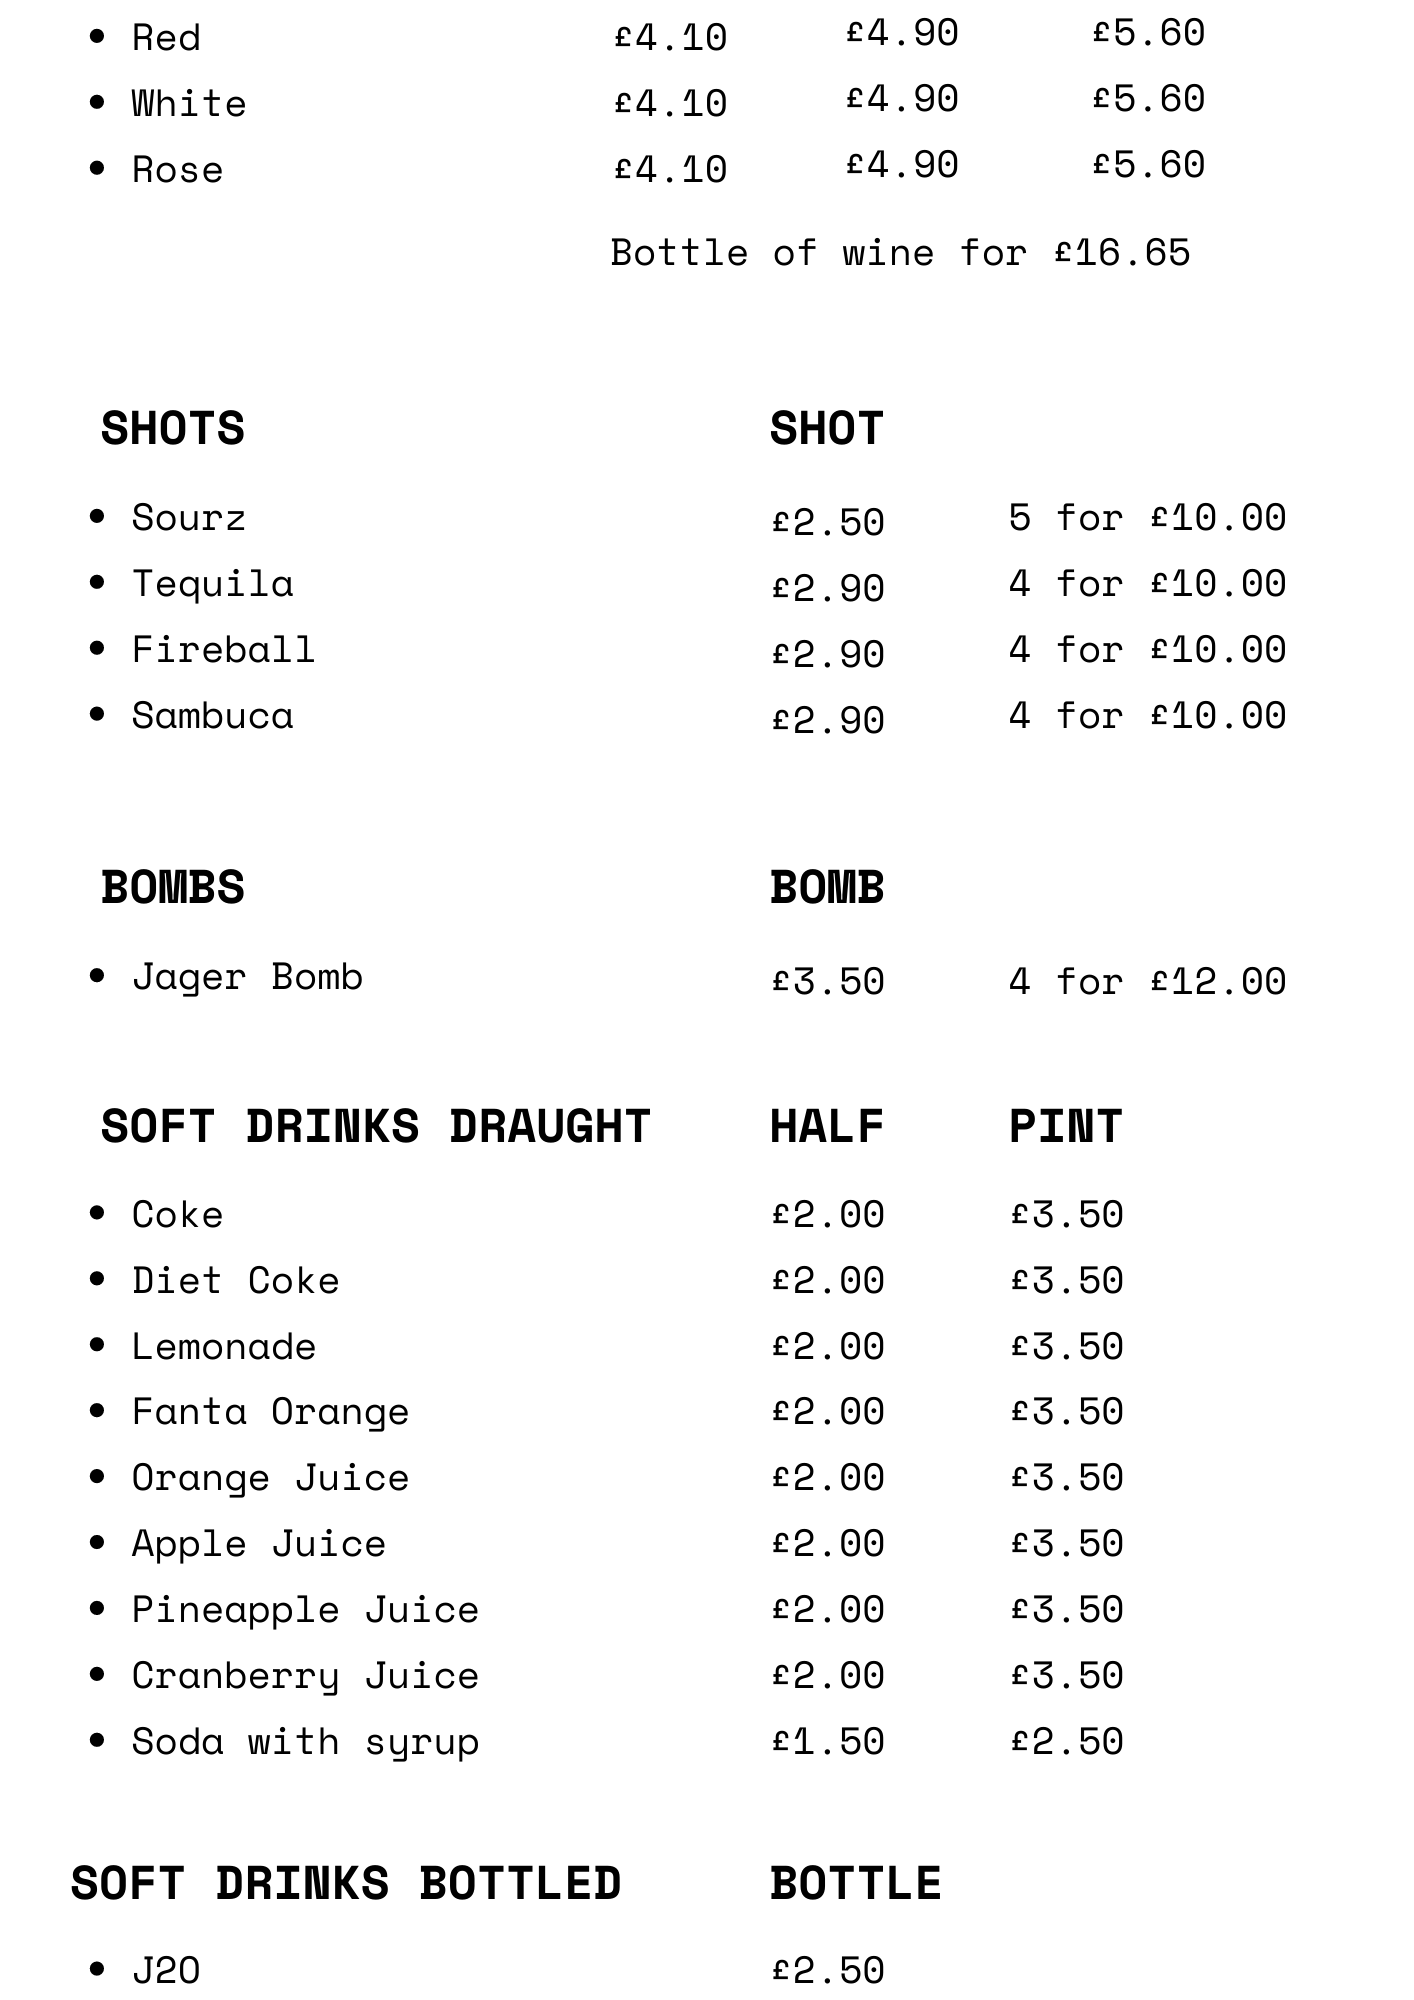 • Red £4.10 £4.90 £5.60
• White £4.10 £4.90 £5.60
• Rose £4.10 £4.90 £5.60
Bottle of wine for £16.65
SHOTS SHOT
• Sourz £2.50 5 for £10.00
• Tequila £2.90 4 for £10.00
• Fireball £2.90 4 for £10.00
• Sambuca £2.90 4 for £10.00
BOMBS BOMB
• Jager Bomb £3.50 4 for £12.00
SOFT DRINKS DRAUGHT HALF PINT
• Coke £2.00 £3.50
• Diet Coke £2.00 £3.50
• Lemonade £2.00 £3.50
• Fanta Orange £2.00 £3.50
• Orange Juice £2.00 £3.50
• Apple Juice £2.00 £3.50
• Pineapple Juice £2.00 £3.50
• Cranberry Juice £2.00 £3.50
• Soda with syrup £1.50 £2.50
SOFT DRINKS BOTTLED BOTTLE
• J2O £2.50